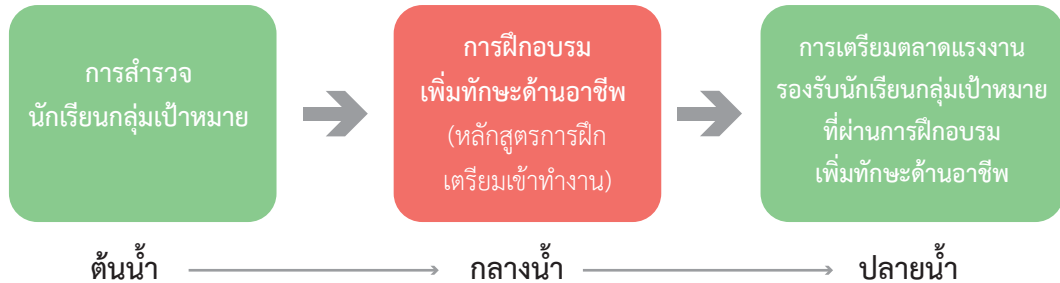 การสำรวจ
นักเรียนกลุ่มเป้าหมาย
การฝึกอบรม
เพิ่มทักษะด้านอาชีพ
(หลักสูตรการฝึก
เตรียมเข้าทำงาน)
การเตรียมตลาดแรงงาน
รองรับนักเรียนกลุ่มเป้าหมาย
ที่ผ่านการฝึกอบรม
เพิ่มทักษะด้านอาชีพ
ต้นน้ำ
กลางน้ำ
ปลายน้ำ